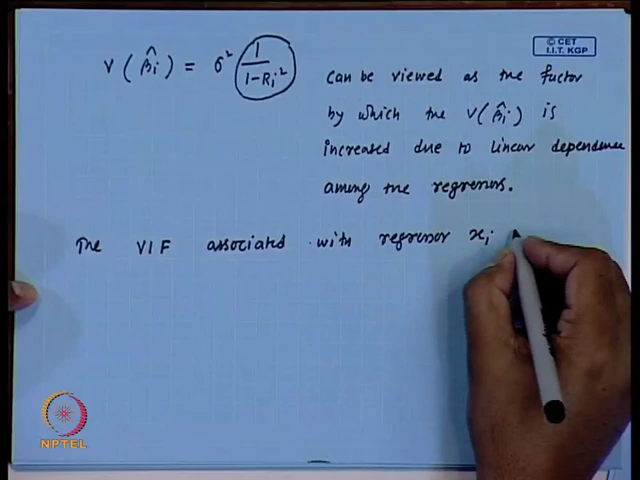 © CET
I.I.T. KGP
V(β̂i) = σ² 1/(1-Ri²)
Can be viewed as the factor
by which the V(β̂i) is
increased due to linear dependence
among the regressors.
The VIF associated with regressor xi
NPTEL